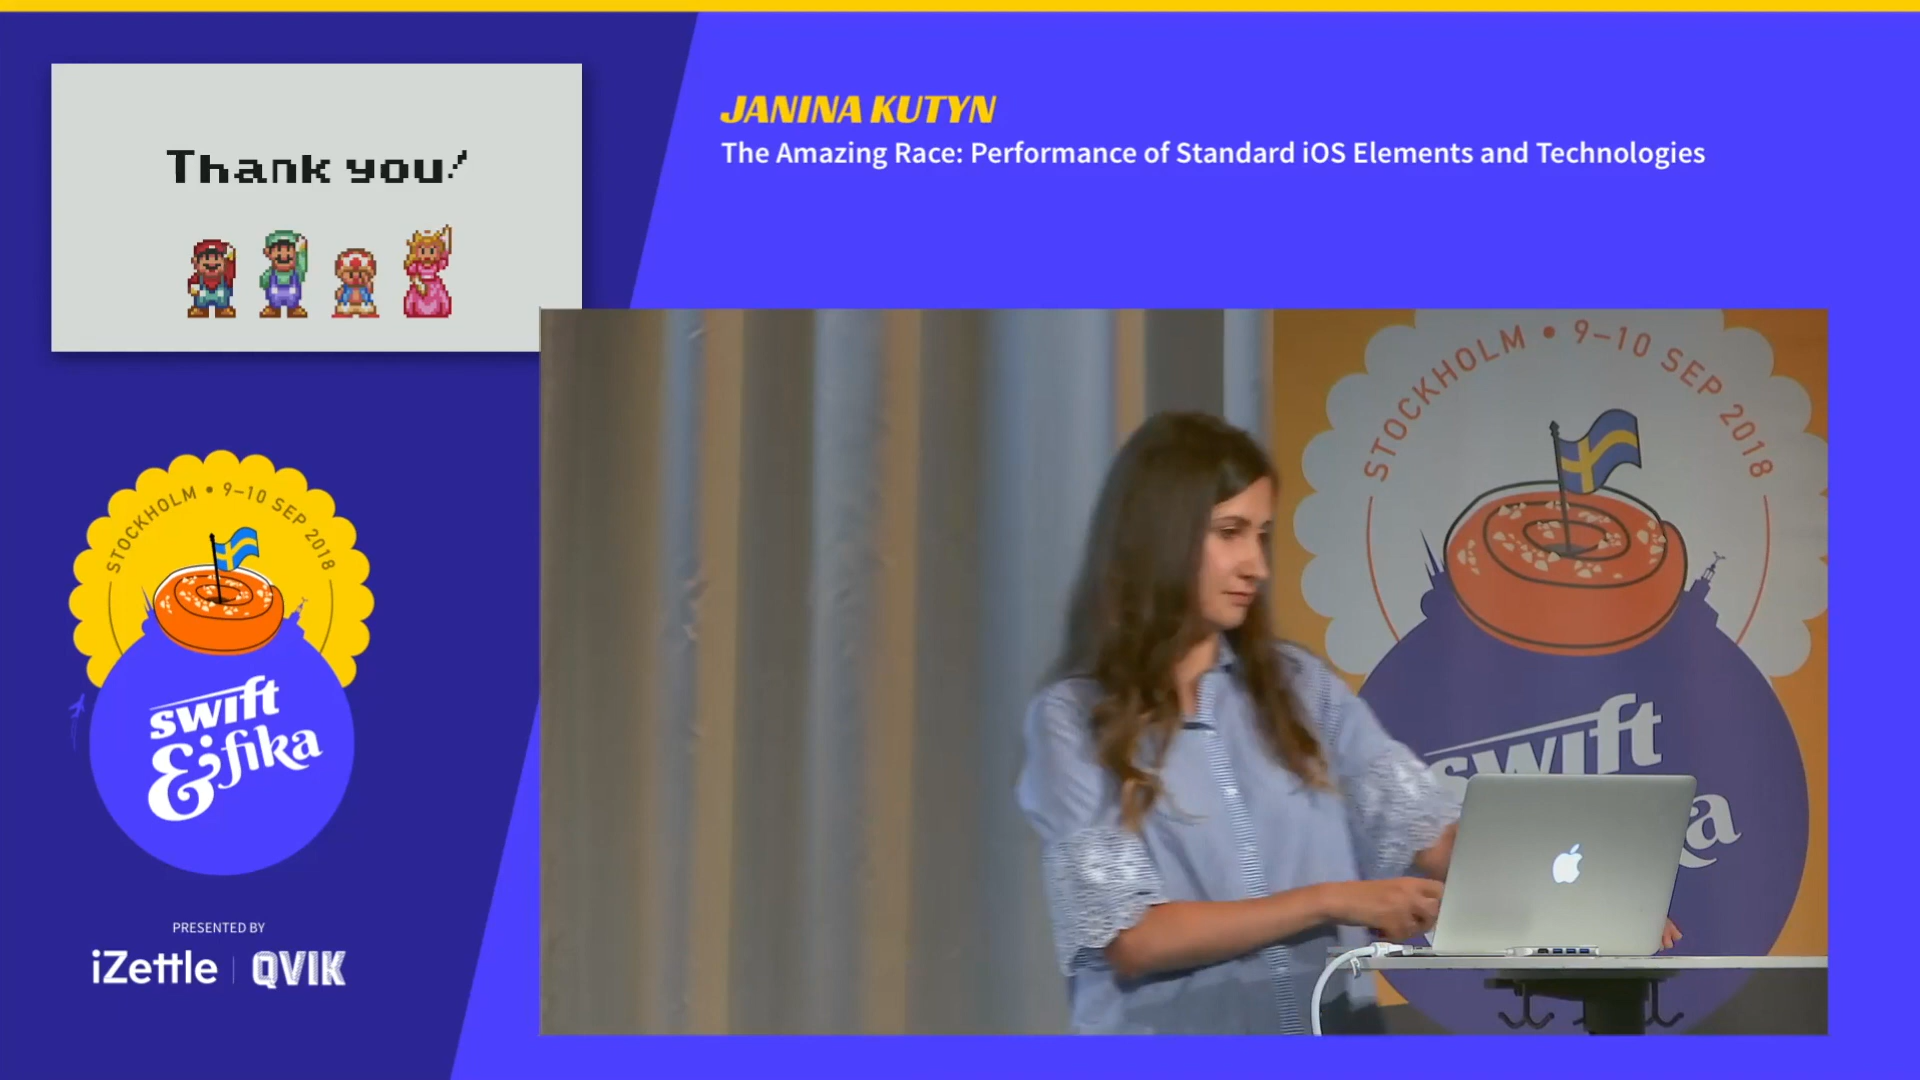 Thank you!
JANINA KUTYN
The Amazing Race: Performance of Standard iOS Elements and Technologies
STOCKHOLM • 9–10 SEP 2018
swift
& fika
PRESENTED BY
iZettle | QVIK
STOCKHOLM • 9–10 SEP 2018
swift
a